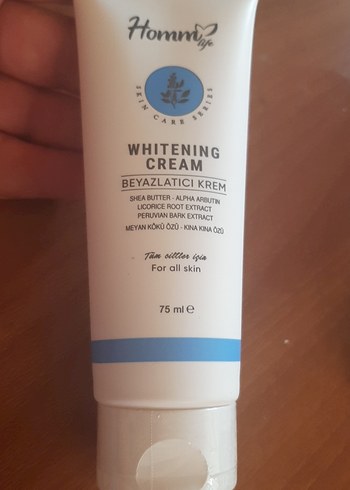 Homm life
SKIN CARE SERIES
WHITENING
CREAM
BEYAZLATICI KREM
SHEA BUTTER - ALPHA ARBUTIN
LICORICE ROOT EXTRACT
PERUVIAN BARK EXTRACT
MEYAN KÖKÜ ÖZÜ - KINA KINA ÖZÜ
Tüm ciltler için
For all skin
75 ml ℮